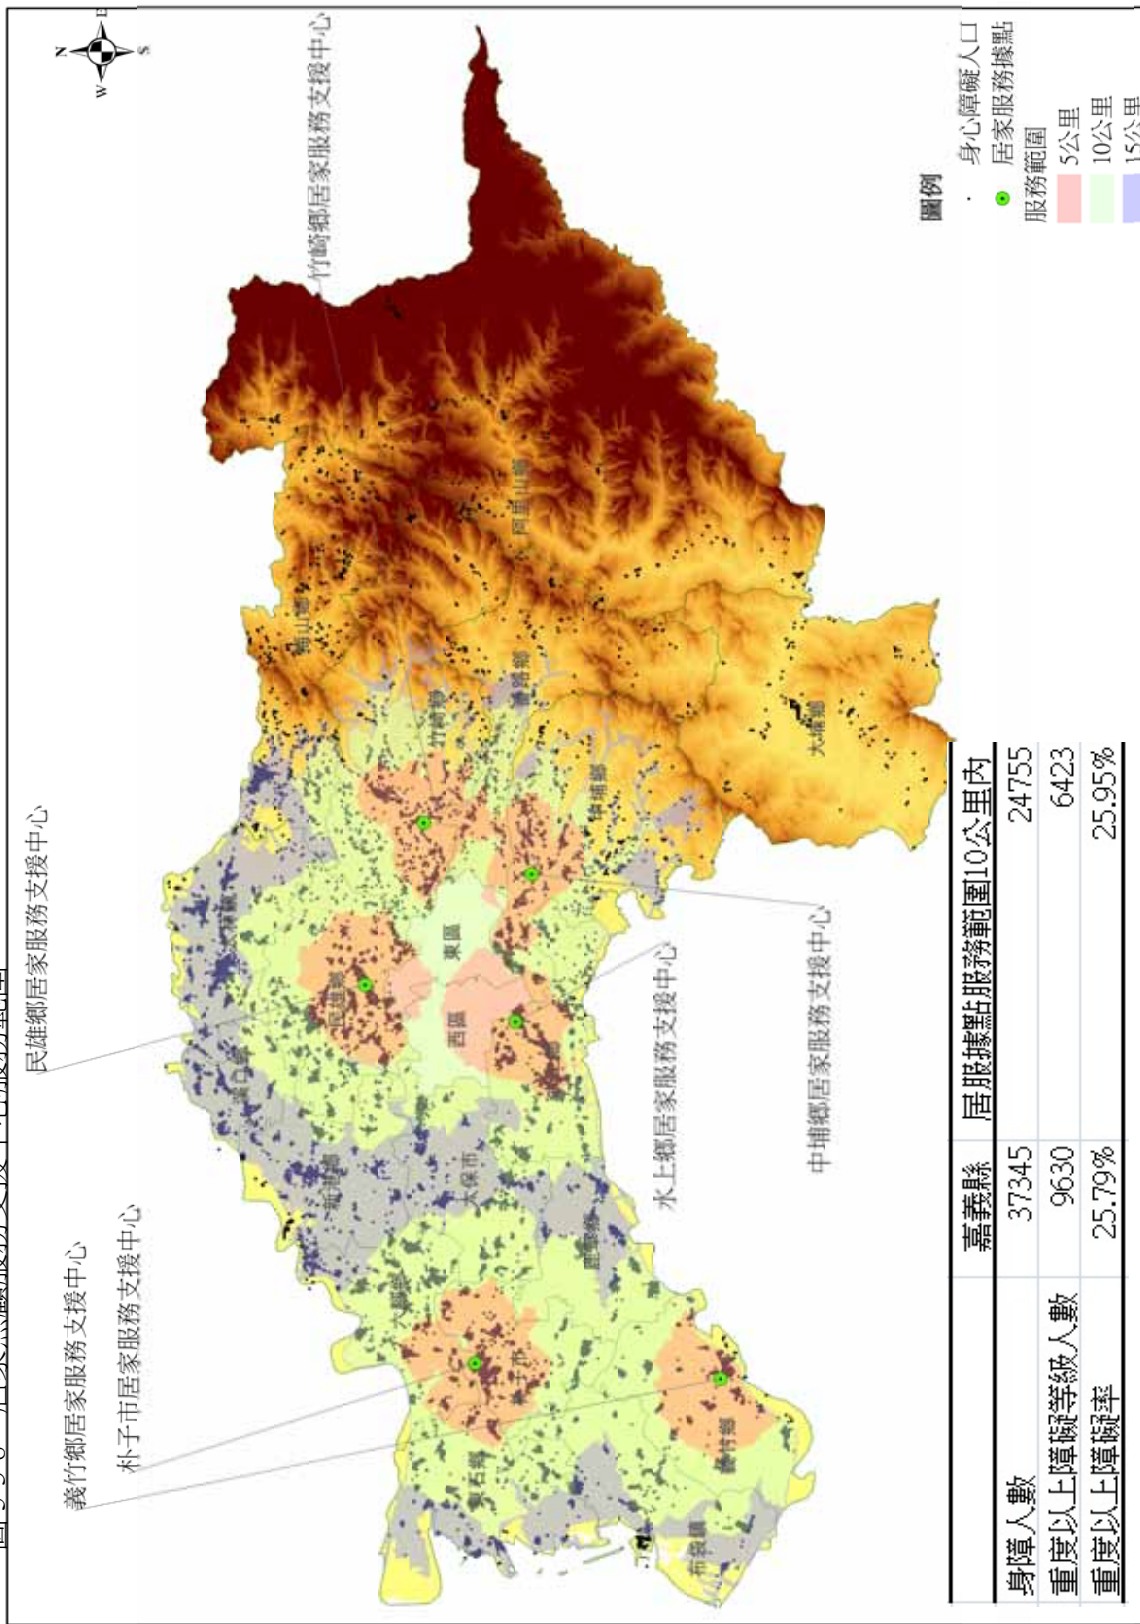 民雄鄉居家服務支援中心
義竹鄉居家服務支援中心
朴子市居家服務支援中心
竹崎鄉居家服務支援中心
水上鄉居家服務支援中心
中埔鄉居家服務支援中心
N
E
S
W
梅山鄉
阿里山鄉
竹崎鄉
番路鄉
中埔鄉
大埔鄉
大林鎮
民雄鄉
溪口鄉
東區
西區
新港鄉
太保市
鹿草鄉
六腳鄉
朴子市
東石鄉
義竹鄉
布袋鎮
圖例
身心障礙人口
居家服務據點
服務範圍
5公里
10公里
15公里
嘉義縣 居服據點服務範圍10公里內
身障人數 37345 24755
重度以上障礙等級人數 9630 6423
重度以上障礙率 25.79% 25.95%